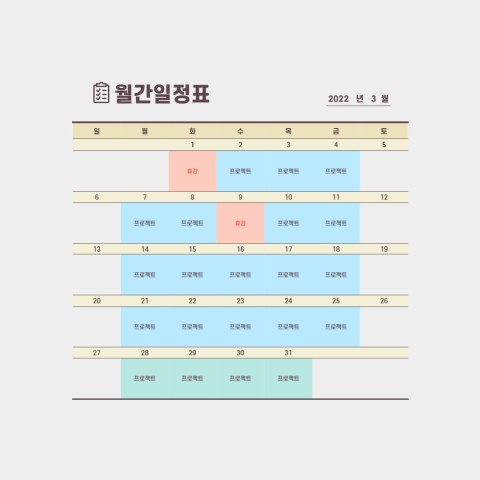 월간일정표
2022 년 3 월
일 월 화 수 목 금 토
1 2 3 4 5
휴강 프로젝트 프로젝트 프로젝트
6 7 8 9 10 11 12
프로젝트 프로젝트 휴강 프로젝트 프로젝트
13 14 15 16 17 18 19
프로젝트 프로젝트 프로젝트 프로젝트 프로젝트
20 21 22 23 24 25 26
프로젝트 프로젝트 프로젝트 프로젝트 프로젝트
27 28 29 30 31
프로젝트 프로젝트 프로젝트 프로젝트